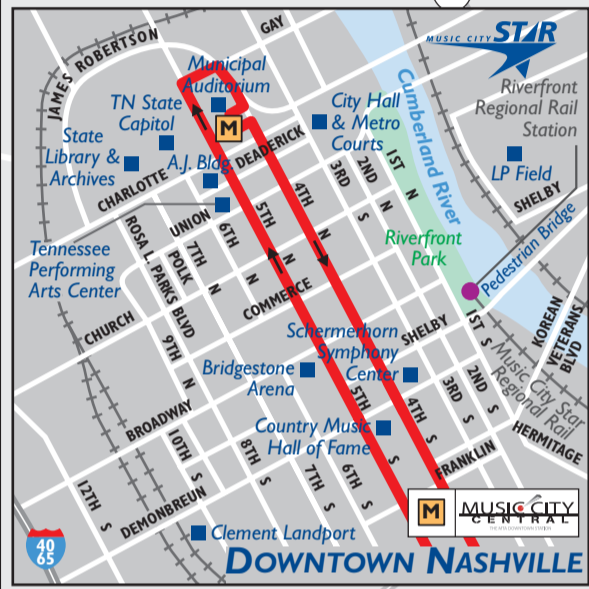 GAY
MUSIC CITY STAR
JAMES ROBERTSON
Municipal
Auditorium
Cumberland River
Riverfront
Regional Rail
Station
TN State
Capitol
City Hall
& Metro
Courts
M
State
Library &
Archives
A.J. Bldg.
DEADERICK
LP Field
CHARLOTTE
4TH N
3RD S
2ND N
1ST N
SHELBY
UNION
5TH N
6TH N
7TH N
POLK
ROSA L. PARKS BLVD
Tennessee
Performing
Arts Center
Riverfront
Park
Pedestrian Bridge
COMMERCE
CHURCH
9TH N
Schermerhorn
Symphony
Center
SHELBY
1ST S
KOREAN
VETERANS
BLVD
Bridgestone
Arena
Music City Star
Regional Rail
BROADWAY
5TH S
4TH S
3RD S
2ND S
Country Music
Hall of Fame
HERMITAGE
FRANKLIN
10TH S
8TH S
7TH S
6TH S
12TH S
DEMONBREUN
M
MUSIC CITY
CENTRAL
Clement Landport
40
65
DOWNTOWN NASHVILLE